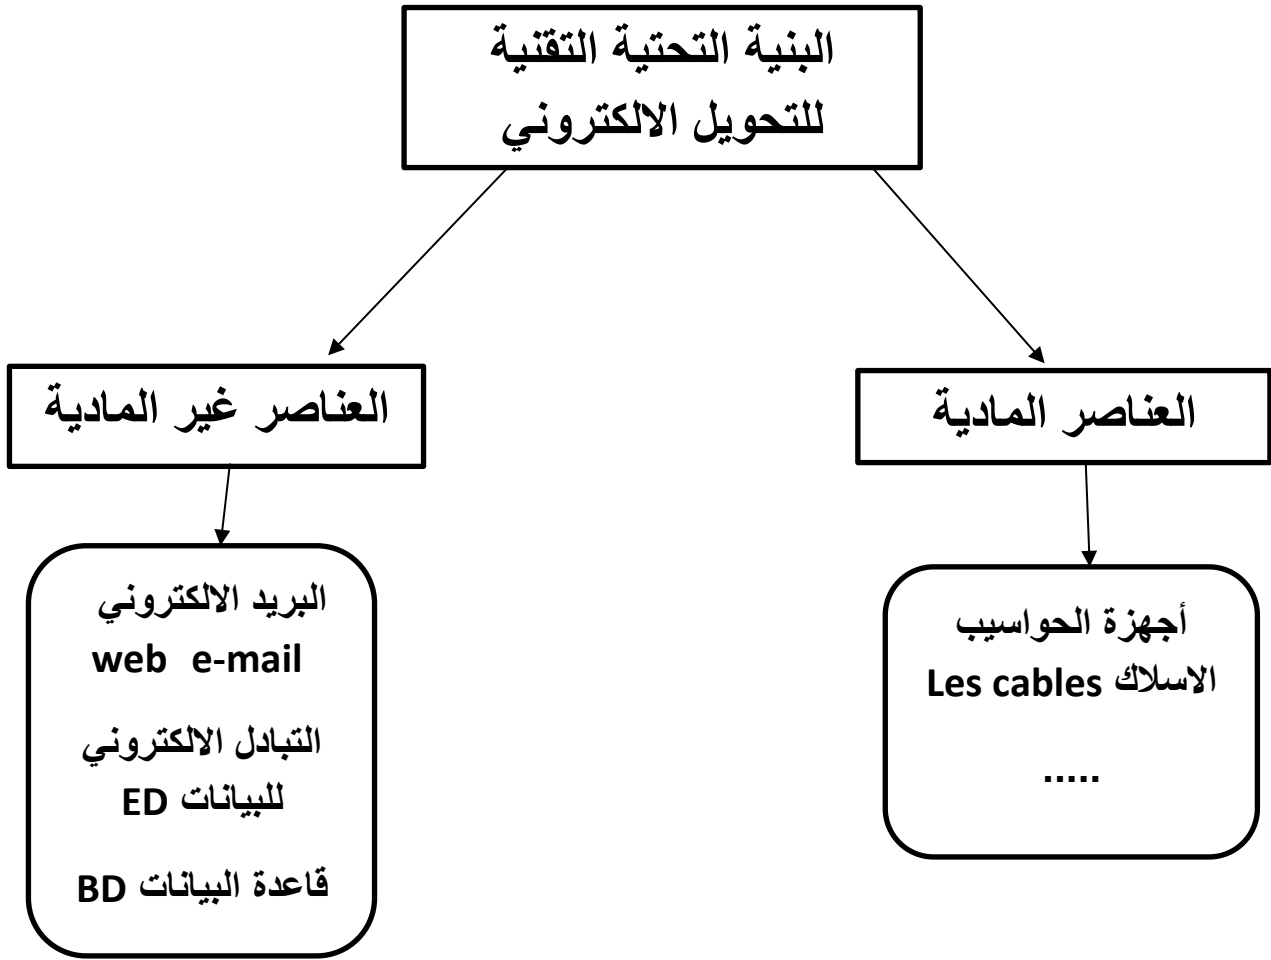 البنية التحتية التقنية
للتحويل الالكتروني
العناصر المادية
العناصر غير المادية
أجهزة الحواسيب
الاسلاك Les cables
.....
البريد الالكتروني
web e-mail
التبادل الالكتروني
للبيانات ED
قاعدة البيانات BD